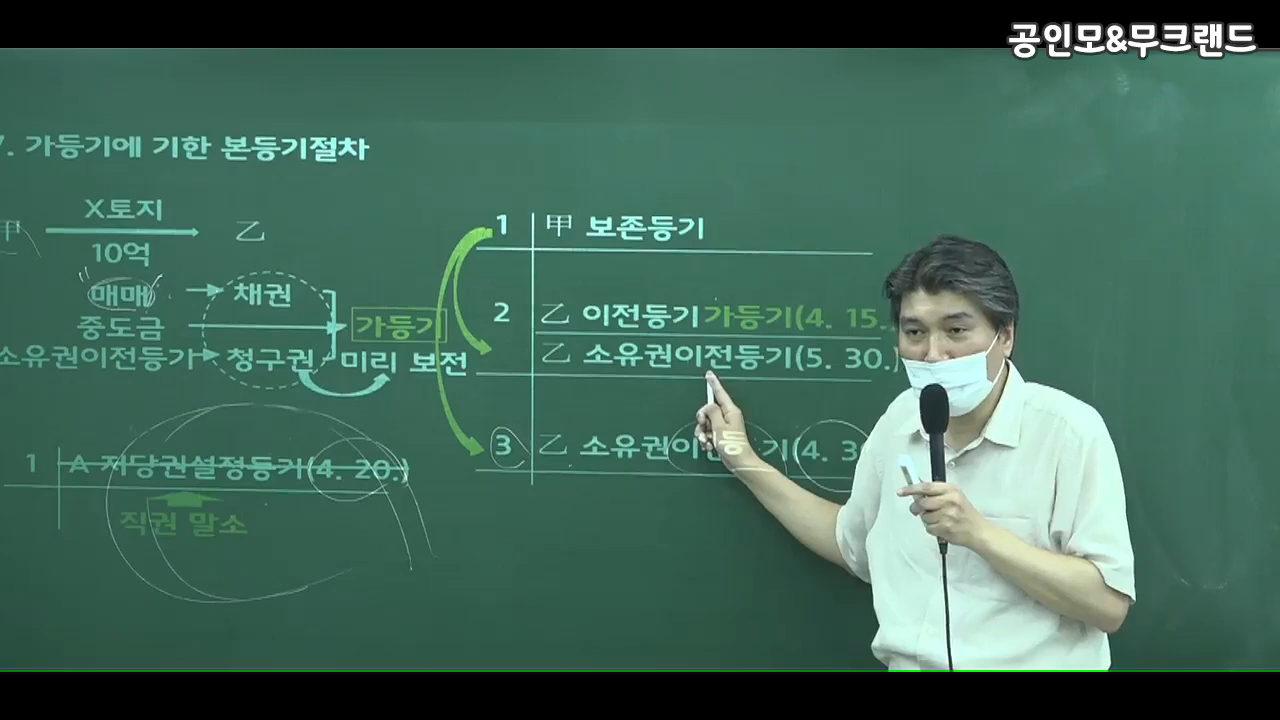 공인모&무크랜드
7. 가등기에 기한 본등기절차
甲 X토지 乙
10억
"매매" 채권
중도금 가등기
소유권이전등기 청구권 미리 보전
1 A 저당권설정등기(4. 20.)
직권 말소
1 甲 보존등기
2 乙 이전등기 가등기(4. 15.
乙 소유권이전등기(5. 30.)
3 乙 소유권이전등기(4. 3